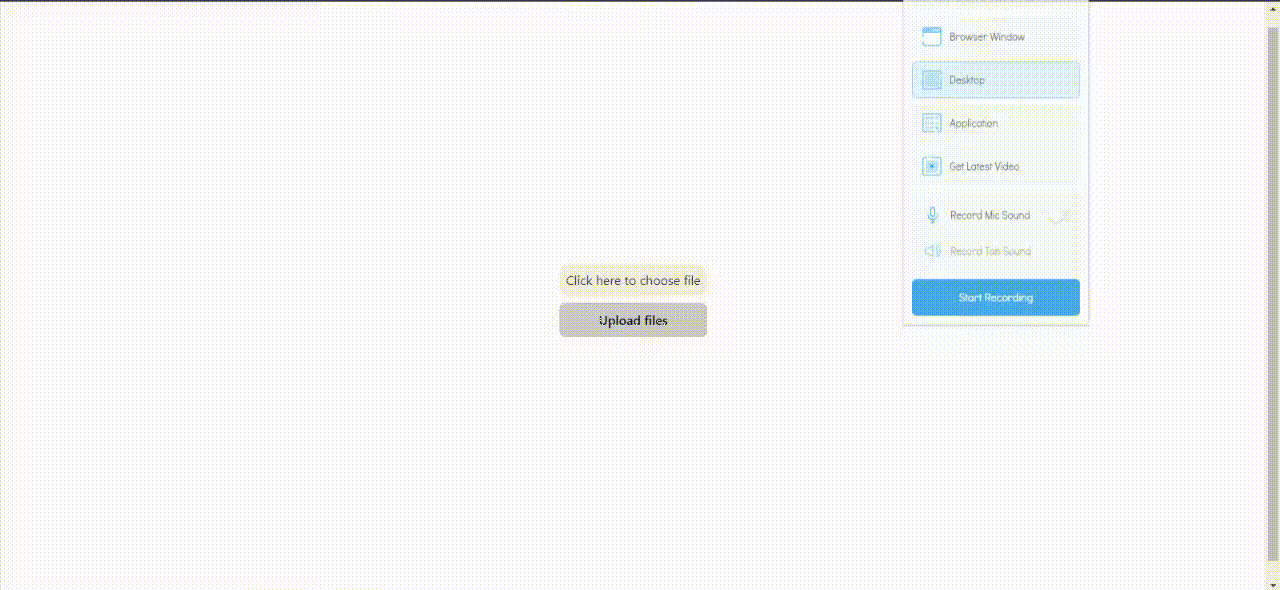 Browser Window
Desktop
Application
Get Latest Video
Record Mic Sound
Record Tab Sound
Start Recording
Click here to choose file
Upload files